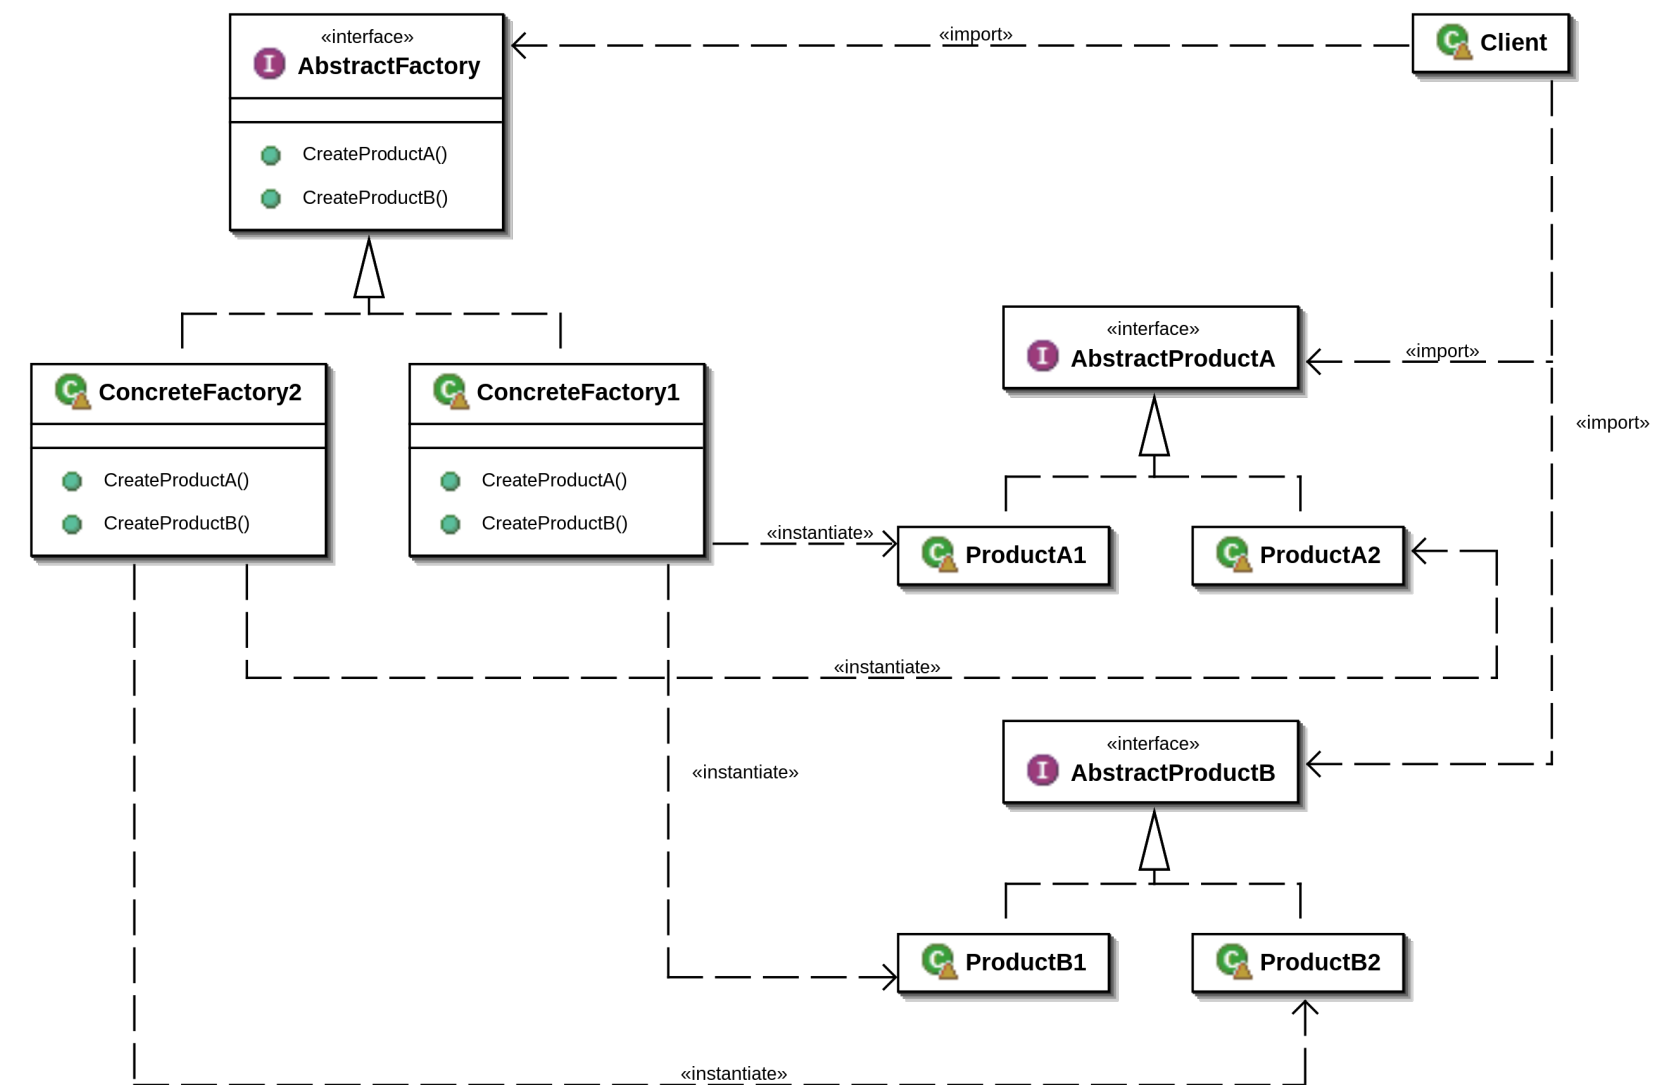 «interface»
AbstractFactory
CreateProductA()
CreateProductB()
«import»
Client
«interface»
AbstractProductA
«import»
«import»
ConcreteFactory2
CreateProductA()
CreateProductB()
ConcreteFactory1
CreateProductA()
CreateProductB()
«instantiate»
ProductA1
ProductA2
«instantiate»
«instantiate»
«interface»
AbstractProductB
ProductB1
ProductB2
«instantiate»